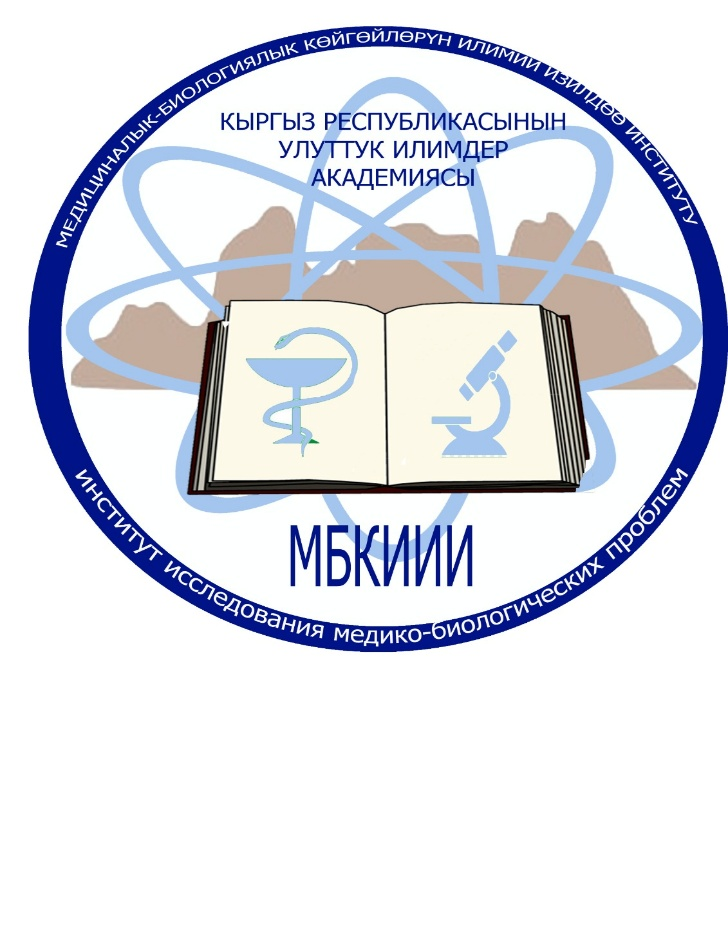 МЕДИЦИНАЛЫК-БИОЛОГИЯЛЫК КӨЙГӨЙЛӨРҮН ИЛИМИЙ ИЗИЛДӨӨ ИНСТИТУТУ
КЫРГЫЗ РЕСПУБЛИКАСЫНЫН
УЛУТТУК ИЛИМДЕР
АКАДЕМИЯСЫ
МБКИИИ
институт исследования медико-биологических проблем